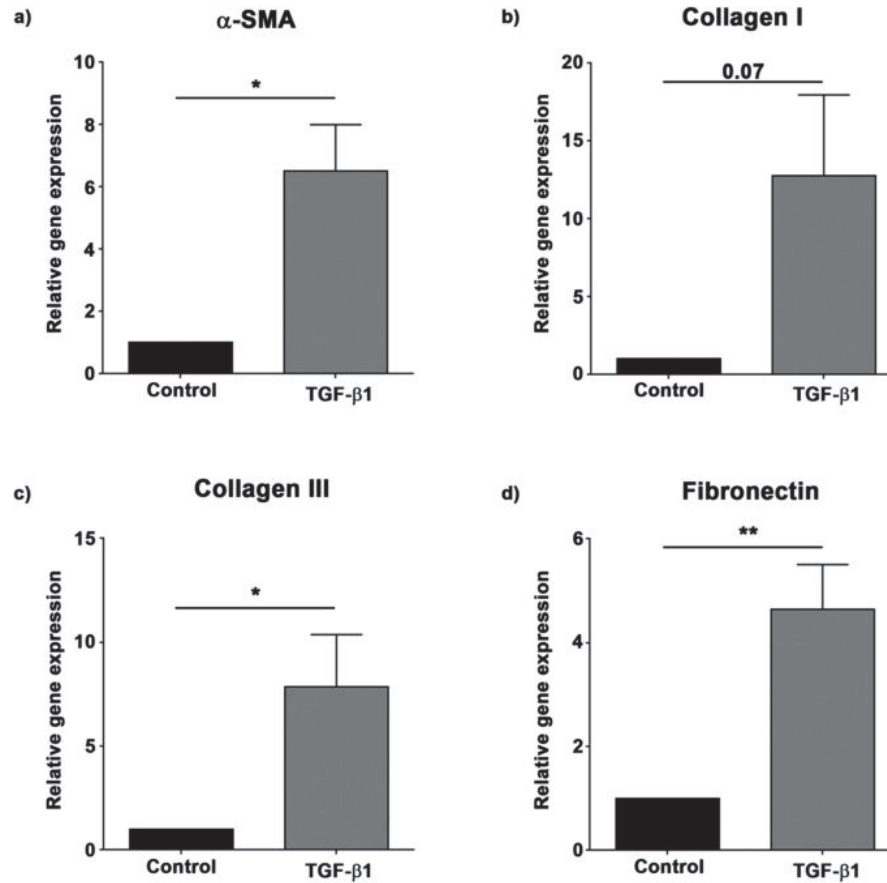 a)
α-SMA
Relative gene expression
10
8
6
4
2
0
*
Control
TGF-β1
b)
Collagen I
Relative gene expression
20
15
10
5
0
0.07
Control
TGF-β1
c)
Collagen III
Relative gene expression
15
10
5
0
*
Control
TGF-β1
d)
Fibronectin
Relative gene expression
6
4
2
0
**
Control
TGF-β1